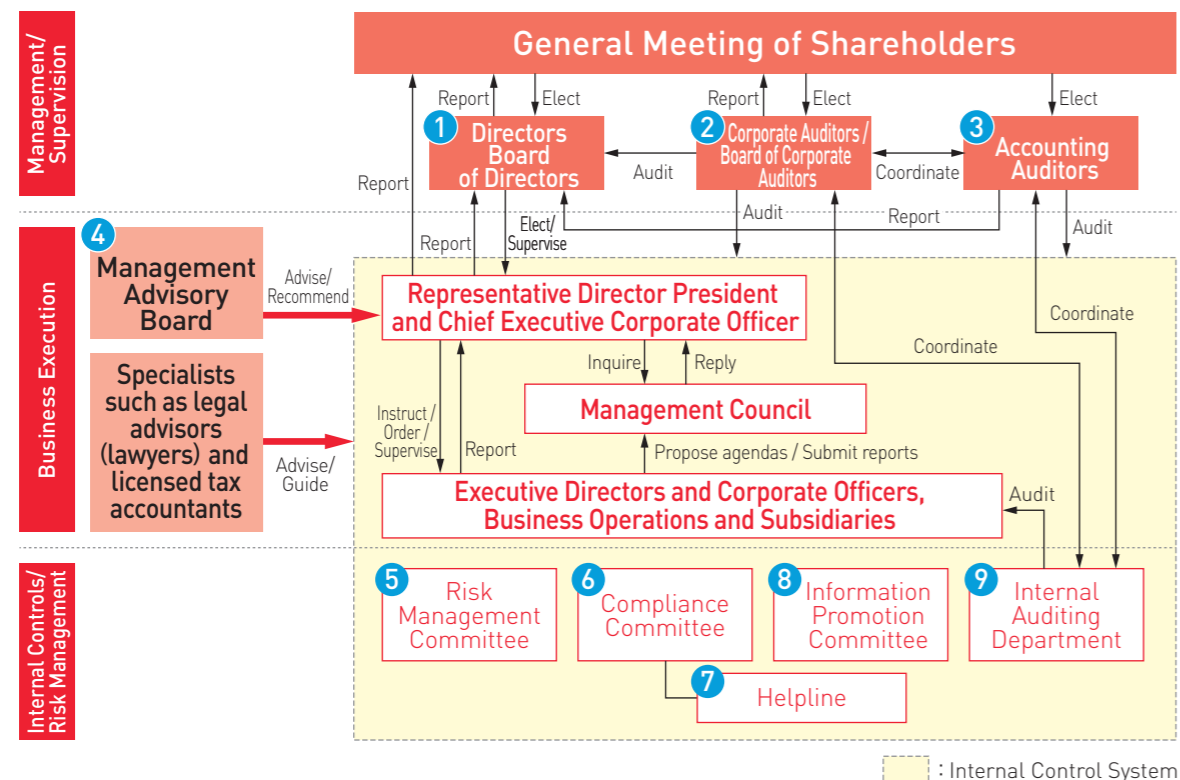 Management/
Supervision
General Meeting of Shareholders
Report
Elect
Report
Elect
Elect
1
Directors
Board
of Directors
2
Corporate Auditors /
Board of Corporate
Auditors
3
Accounting
Auditors
Audit
Coordinate
Report
Report
Elect/
Supervise
Audit
Report
Audit
Business Execution
4
Management
Advisory
Board
Advise/
Recommend
Representative Director President
and Chief Executive Corporate Officer
Coordinate
Coordinate
Inquire
Reply
Specialists
such as legal
advisors
(lawyers) and
licensed tax
accountants
Advise/
Guide
Instruct /
Order /
Supervise
Report
Management Council
Propose agendas / Submit reports
Executive Directors and Corporate Officers,
Business Operations and Subsidiaries
Audit
Internal Controls/
Risk Management
5
Risk
Management
Committee
6
Compliance
Committee
8
Information
Promotion
Committee
9
Internal
Auditing
Department
7
Helpline
: Internal Control System